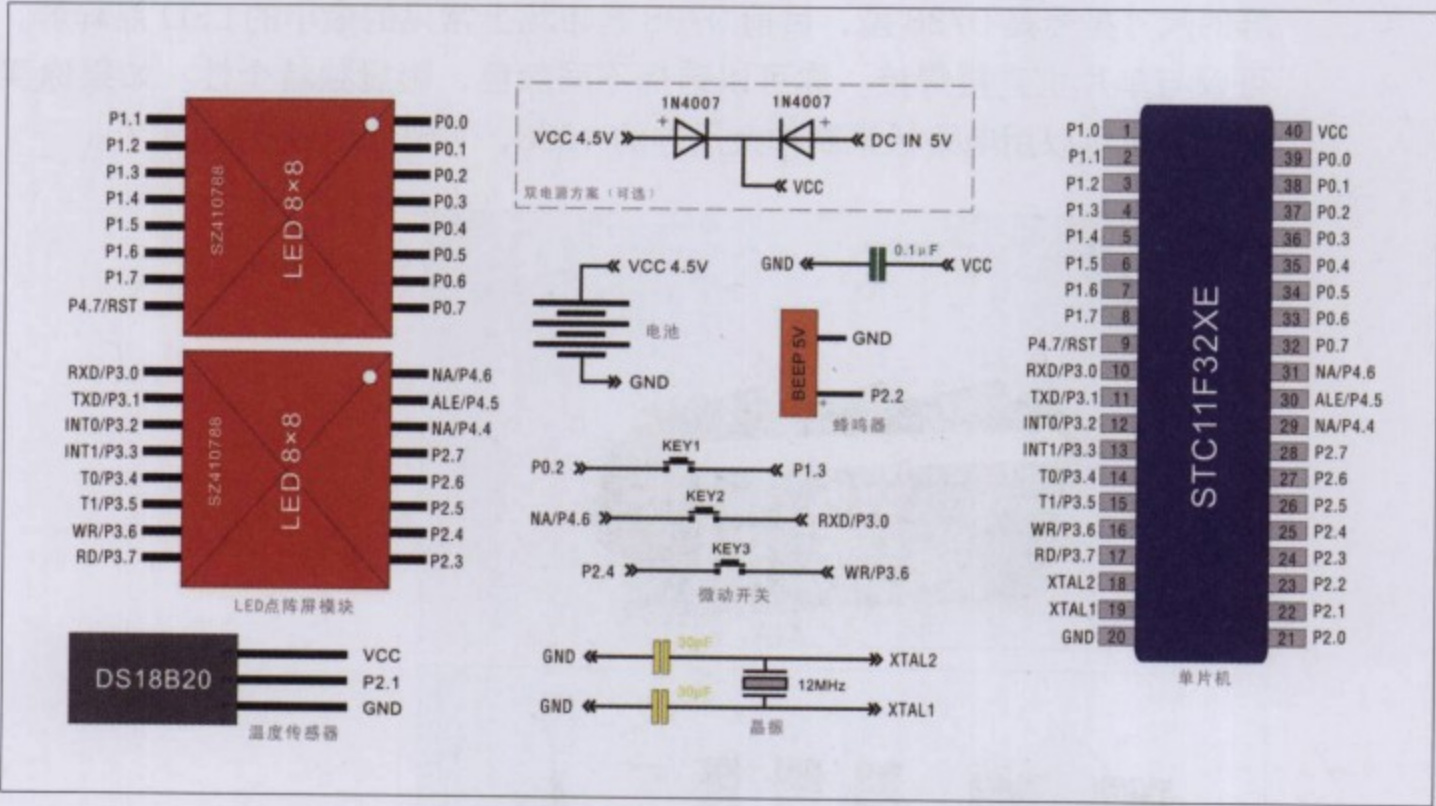 P1.1
P1.2
P1.3
P1.4
P1.5
P1.6
P1.7
P4.7/RST
SZ410788
LED 8×8
P0.0
P0.1
P0.2
P0.3
P0.4
P0.5
P0.6
P0.7
RXD/P3.0
TXD/P3.1
INT0/P3.2
INT1/P3.3
T0/P3.4
T1/P3.5
WR/P3.6
RD/P3.7
SZ410788
LED 8×8
NA/P4.6
ALE/P4.5
NA/P4.4
P2.7
P2.6
P2.5
P2.4
P2.3
LED点阵屏模块
DS18B20
VCC
P2.1
GND
温度传感器
1N4007 1N4007
VCC 4.5V + + DC IN 5V
VCC
双电源方案（可选）
VCC 4.5V
电池
GND
0.1μF
GND VCC
BEEP 5V
GND
P2.2
+
蜂鸣器
KEY1
P0.2 P1.3
KEY2
NA/P4.6 RXD/P3.0
KEY3
P2.4 WR/P3.6
微动开关
30pF
GND XTAL2
12MHz
30μF
GND XTAL1
晶振
P1.0 1 40 VCC
P1.1 2 39 P0.0
P1.2 3 38 P0.1
P1.3 4 37 P0.2
P1.4 5 36 P0.3
P1.5 6 35 P0.4
P1.6 7 34 P0.5
P1.7 8 33 P0.6
P4.7/RST 9 32 P0.7
RXD/P3.0 10 31 NA/P4.6
TXD/P3.1 11 30 ALE/P4.5
INT0/P3.2 12 29 NA/P4.4
INT1/P3.3 13 28 P2.7
T0/P3.4 14 27 P2.6
T1/P3.5 15 26 P2.5
WR/P3.6 16 25 P2.4
RD/P3.7 17 24 P2.3
XTAL2 18 23 P2.2
XTAL1 19 22 P2.1
GND 20 21 P2.0
STC11F32XE
单片机